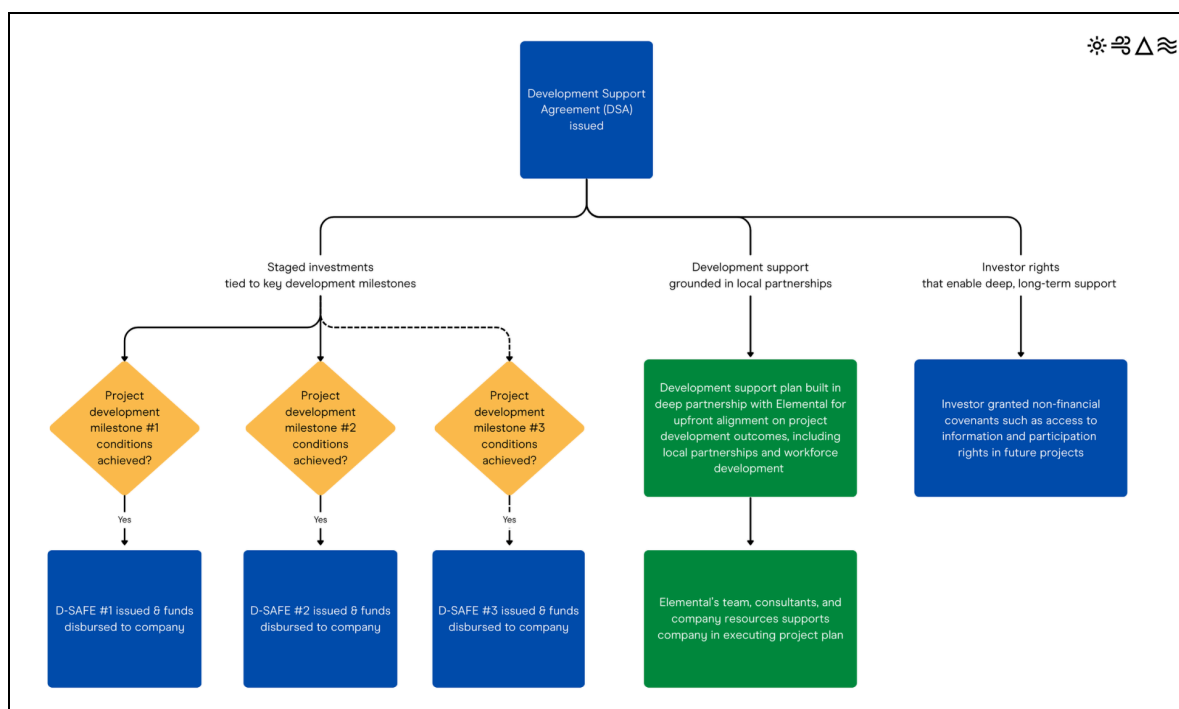 Development Support
Agreement (DSA)
issued
Staged investments
tied to key development milestones
Development support
grounded in local partnerships
Investor rights
that enable deep, long-term support
Project
development
milestone #1
conditions
achieved?
Project
development
milestone #2
conditions
achieved?
Project
development
milestone #3
conditions
achieved?
Development support plan built in
deep partnership with Elemental for
upfront alignment on project
development outcomes, including
local partnerships and workforce
development
Investor granted non-financial
covenants such as access to
information and participation
rights in future projects
Yes
Yes
Yes
D-SAFE #1 issued & funds
disbursed to company
D-SAFE #2 issued & funds
disbursed to company
D-SAFE #3 issued & funds
disbursed to company
Elemental's team, consultants, and
company resources supports
company in executing project plan